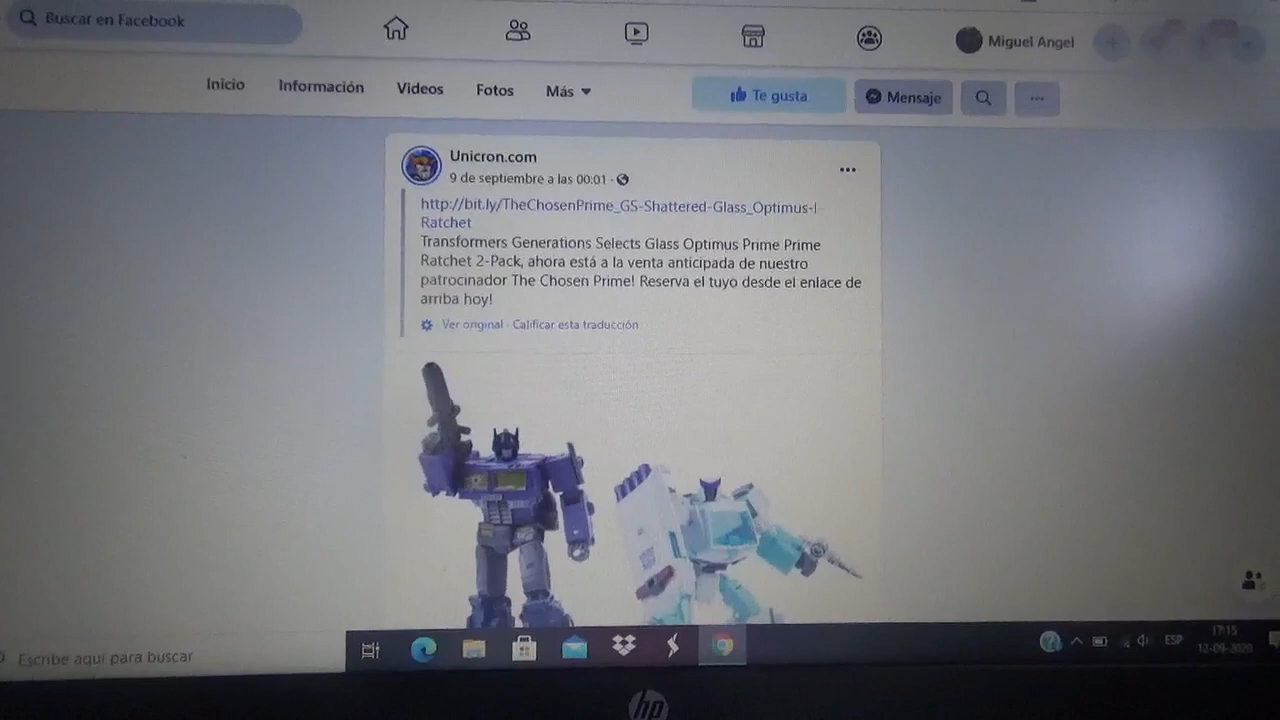 Buscar en Facebook
Miguel Angel
Inicio
Información
Videos
Fotos
Más
Te gusta
Mensaje
Unicron.com
9 de septiembre a las 00:01 ·
http://bit.ly/TheChosenPrime_GS-Shattered-Glass_Optimus-
Ratchet
Transformers Generations Selects Glass Optimus Prime Prime
Ratchet 2-Pack, ahora está a la venta anticipada de nuestro
patrocinador The Chosen Prime! Reserva el tuyo desde el enlace de
arriba hoy!
· Ver original · Calificar esta traducción
Escribe aquí para buscar
ESP
17:15
12-09-2020
hp